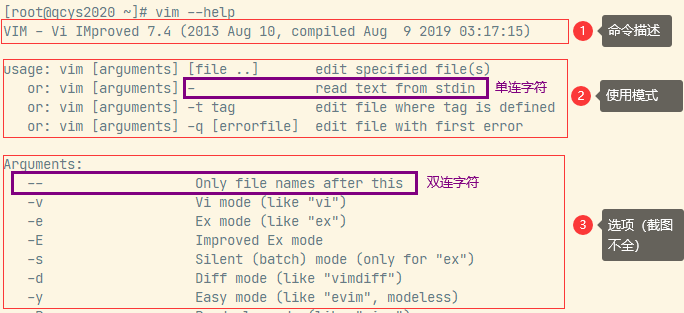 [root@qcys2020 ~]# vim --help
VIM - Vi IMproved 7.4 (2013 Aug 10, compiled Aug  9 2019 03:17:15)
1 命令描述
usage: vim [arguments] [file ..]       edit specified file(s)
or: vim [arguments] -               read text from stdin 单连字符
or: vim [arguments] -t tag          edit file where tag is defined
or: vim [arguments] -q [errorfile]  edit file with first error
2 使用模式
Arguments:
--                   Only file names after this 双连字符
-v                   Vi mode (like "vi")
-e                   Ex mode (like "ex")
-E                   Improved Ex mode
-s                   Silent (batch) mode (only for "ex")
-d                   Diff mode (like "vimdiff")
-y                   Easy mode (like "evim", modeless)
3 选项（截图
不全）